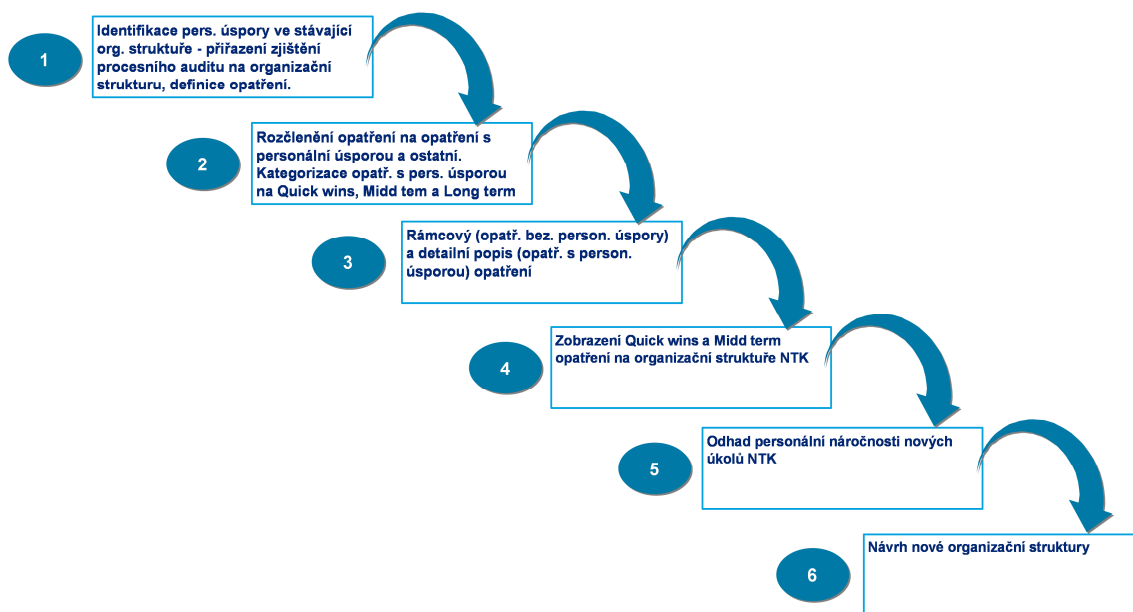 1
Identifikace pers. úspory ve stávající
org. struktuře - přiřazení zjištění
procesního auditu na organizační
strukturu, definice opatření.
2
Rozčlenění opatření na opatření s
personální úsporou a ostatní.
Kategorizace opatř. s pers. úsporou
na Quick wins, Midd tem a Long term
3
Rámcový (opatř. bez. person. úspory)
a detailní popis (opatř. s person.
úsporou) opatření
4
Zobrazení Quick wins a Midd term
opatření na organizační struktuře NTK
5
Odhad personální náročnosti nových
úkolů NTK
6
Návrh nové organizační struktury